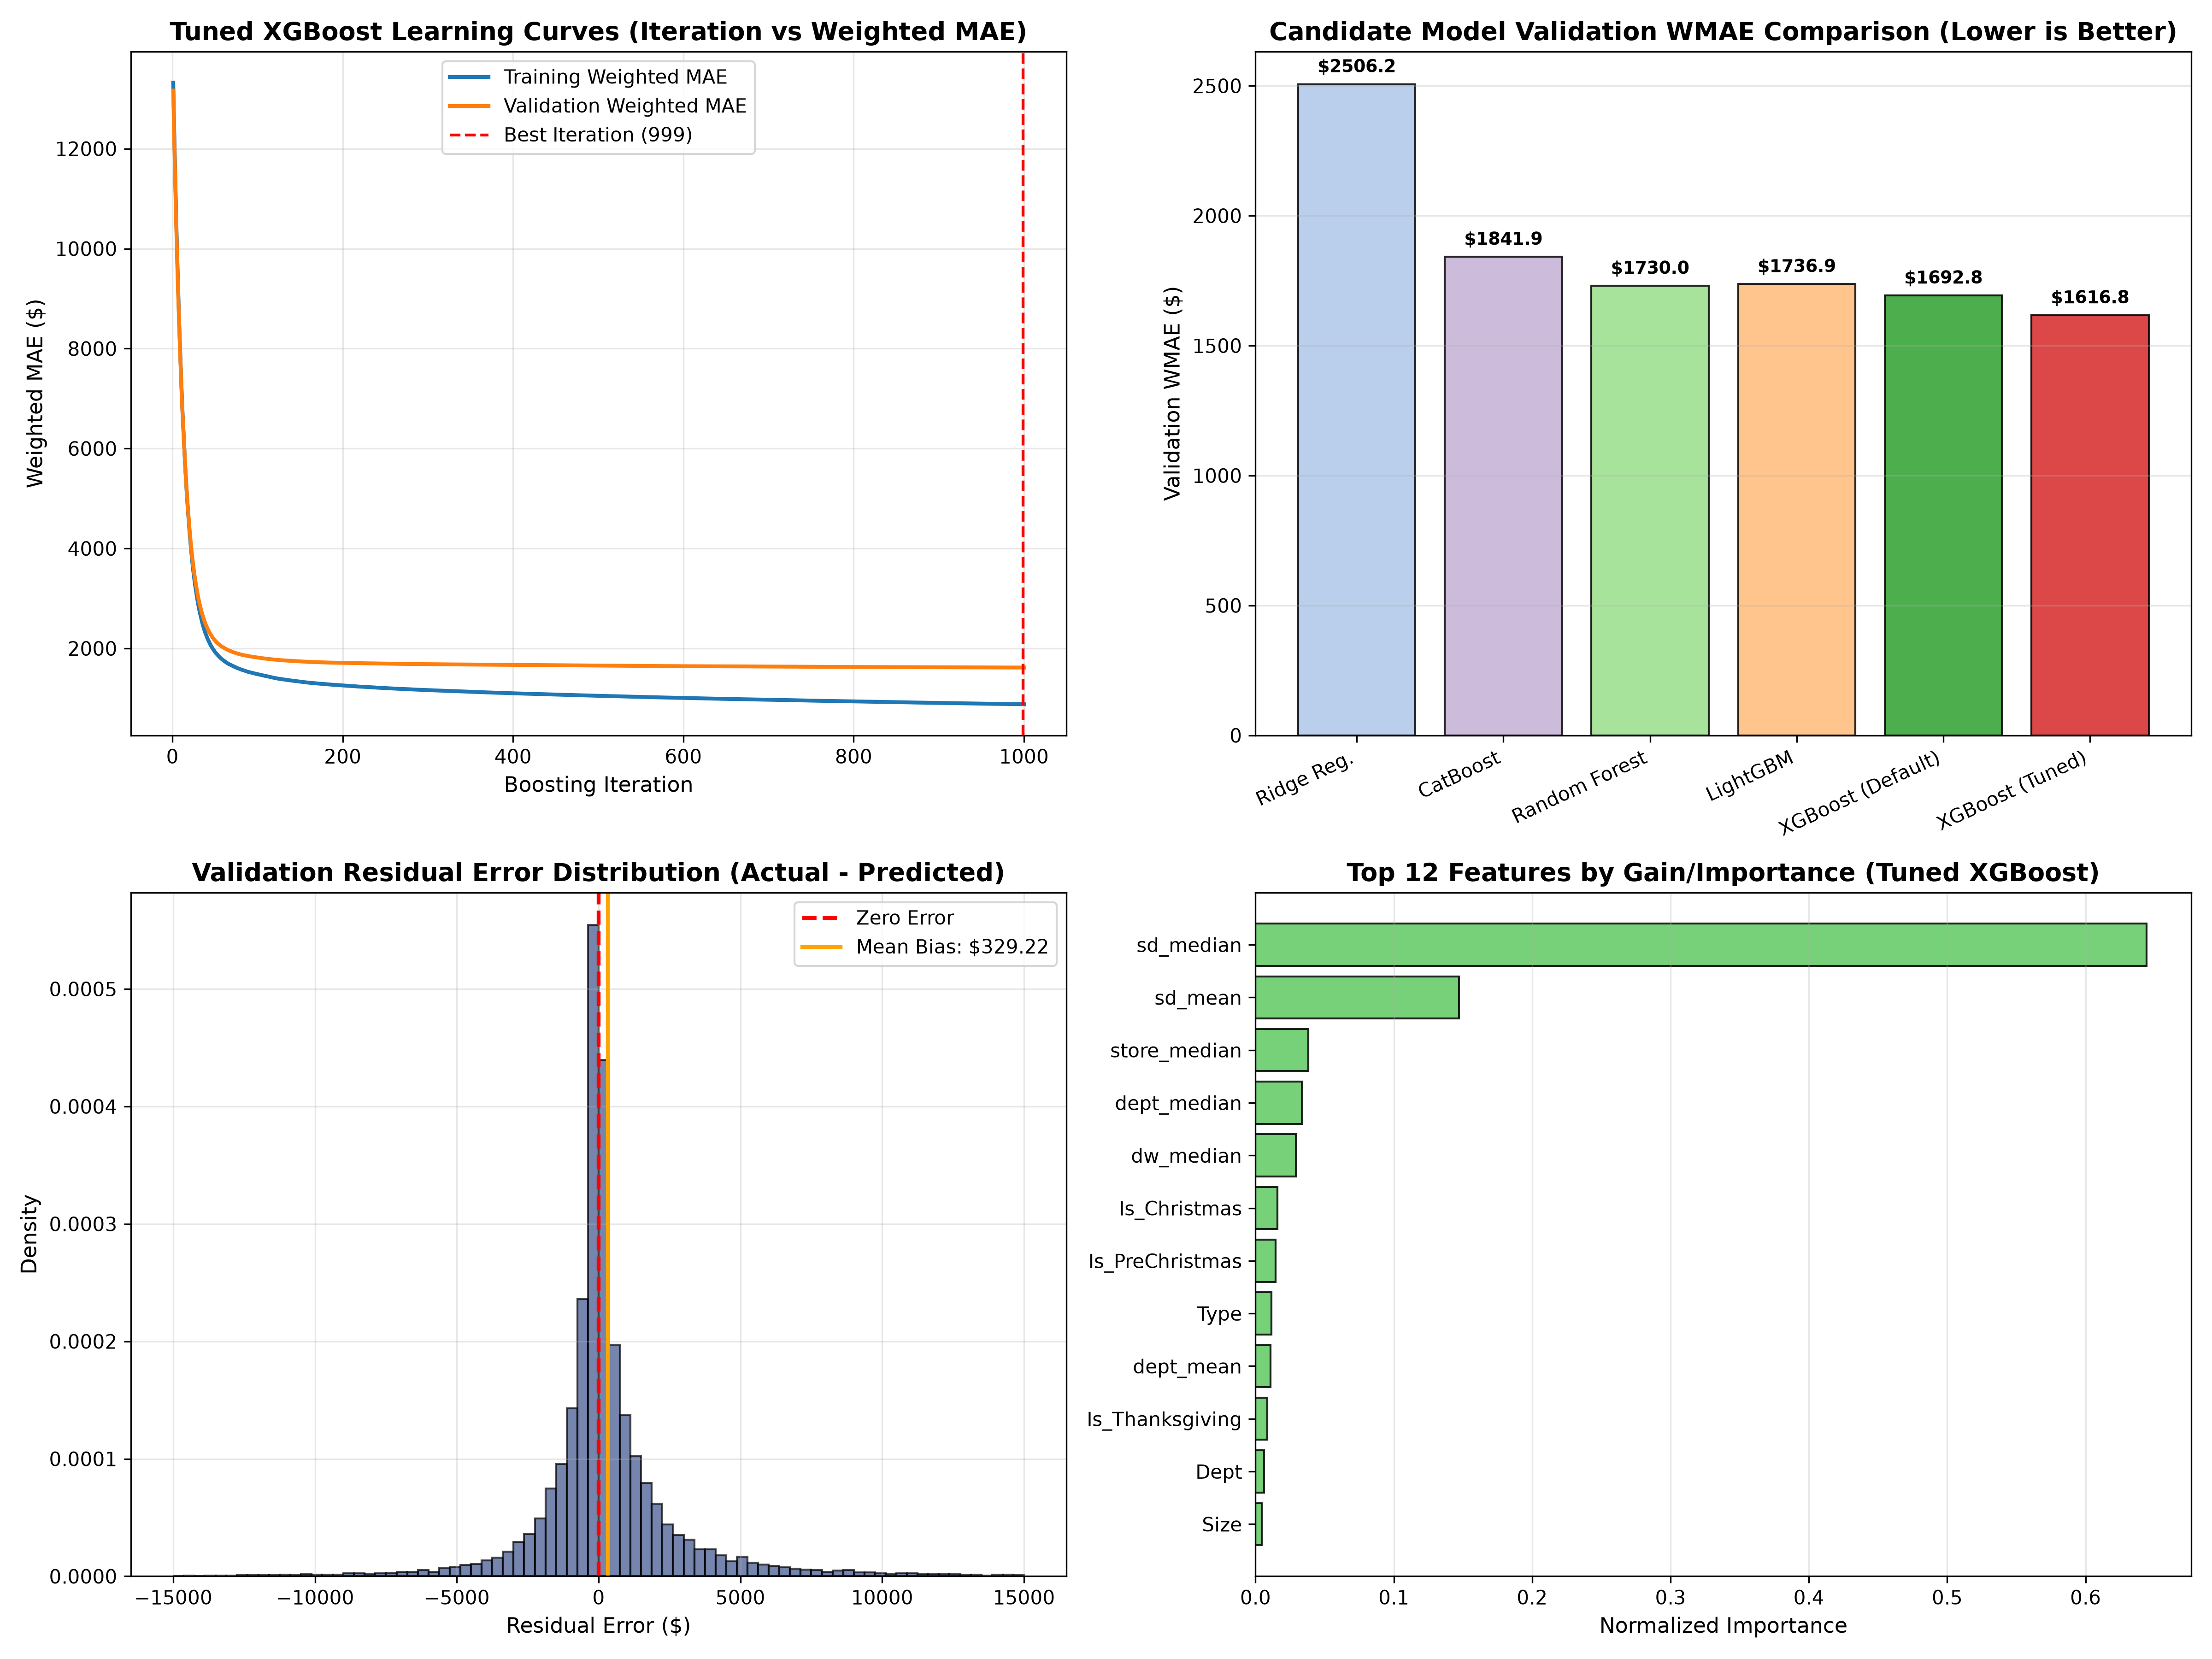 Tuned XGBoost Learning Curves (Iteration vs Weighted MAE)
Training Weighted MAE
Validation Weighted MAE
Best Iteration (999)
Weighted MAE ($)
12000
10000
8000
6000
4000
2000
0 200 400 600 800 1000
Boosting Iteration
Candidate Model Validation WMAE Comparison (Lower is Better)
Validation WMAE ($)
2500
2000
1500
1000
500
0
$2506.2
$1841.9
$1730.0
$1736.9
$1692.8
$1616.8
Ridge Reg.
CatBoost
Random Forest
LightGBM
XGBoost (Default)
XGBoost (Tuned)
Validation Residual Error Distribution (Actual - Predicted)
Zero Error
Mean Bias: $329.22
Density
0.0005
0.0004
0.0003
0.0002
0.0001
0.0000
−15000 −10000 −5000 0 5000 10000 15000
Residual Error ($)
Top 12 Features by Gain/Importance (Tuned XGBoost)
sd_median
sd_mean
store_median
dept_median
dw_median
Is_Christmas
Is_PreChristmas
Type
dept_mean
Is_Thanksgiving
Dept
Size
0.0 0.1 0.2 0.3 0.4 0.5 0.6
Normalized Importance